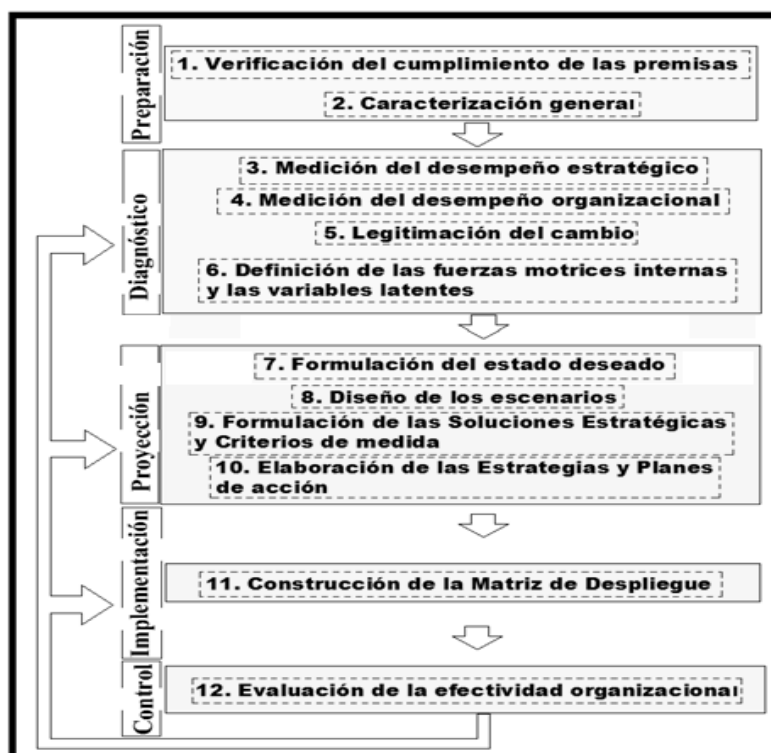 Preparación
1. Verificación del cumplimiento de las premisas
2. Caracterización general
Diagnóstico
3. Medición del desempeño estratégico
4. Medición del desempeño organizacional
5. Legitimación del cambio
6. Definición de las fuerzas motrices internas
y las variables latentes
Proyección
7. Formulación del estado deseado
8. Diseño de los escenarios
9. Formulación de las Soluciones Estratégicas
y Criterios de medida
10. Elaboración de las Estrategias y Planes
de acción
Implementación
11. Construcción de la Matriz de Despliegue
Control
12. Evaluación de la efectividad organizacional